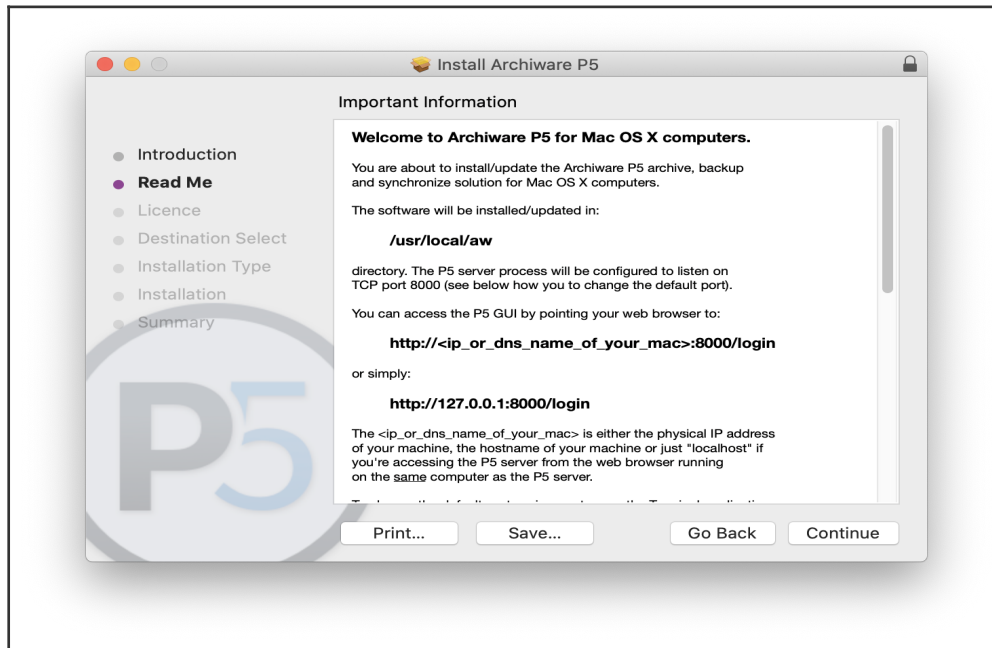 Install Archiware P5
Important Information
Introduction
Read Me
Licence
Destination Select
Installation Type
Installation
Summary
P5
Welcome to Archiware P5 for Mac OS X computers.
You are about to install/update the Archiware P5 archive, backup
and synchronize solution for Mac OS X computers.
The software will be installed/updated in:
/usr/local/aw
directory. The P5 server process will be configured to listen on
TCP port 8000 (see below how you to change the default port).
You can access the P5 GUI by pointing your web browser to:
http://<ip_or_dns_name_of_your_mac>:8000/login
or simply:
http://127.0.0.1:8000/login
The <ip_or_dns_name_of_your_mac> is either the physical IP address
of your machine, the hostname of your machine or just "localhost" if
you're accessing the P5 server from the web browser running
on the same computer as the P5 server.
Print...
Save...
Go Back
Continue